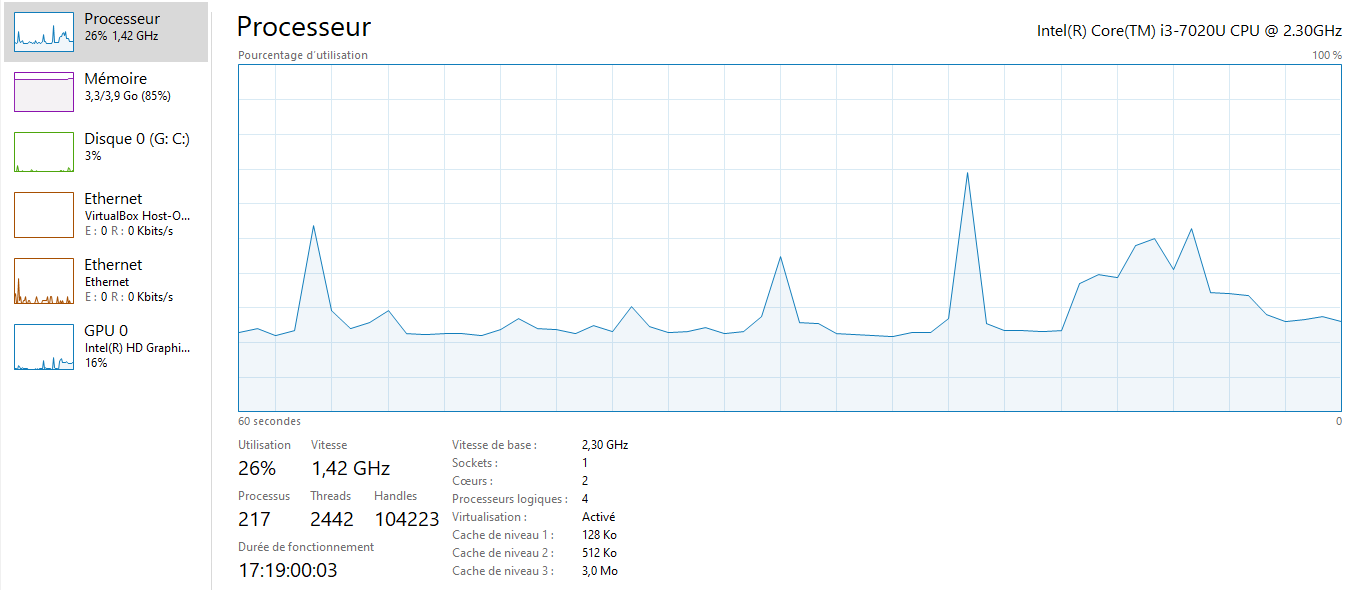 Processeur
26% 1,42 GHz
Mémoire
3,3/3,9 Go (85%)
Disque 0 (G: C:)
3%
Ethernet
VirtualBox Host-O...
E : 0 R : 0 Kbits/s
Ethernet
Ethernet
E : 0 R : 0 Kbits/s
GPU 0
Intel(R) HD Graphi...
16%
Processeur
Intel(R) Core(TM) i3-7020U CPU @ 2.30GHz
Pourcentage d'utilisation
100 %
60 secondes
0
Utilisation
Vitesse
26%
1,42 GHz
Processus
Threads
Handles
217
2442
104223
Durée de fonctionnement
17:19:00:03
Vitesse de base : 2,30 GHz
Sockets : 1
Cœurs : 2
Processeurs logiques : 4
Virtualisation : Activé
Cache de niveau 1 : 128 Ko
Cache de niveau 2 : 512 Ko
Cache de niveau 3 : 3,0 Mo